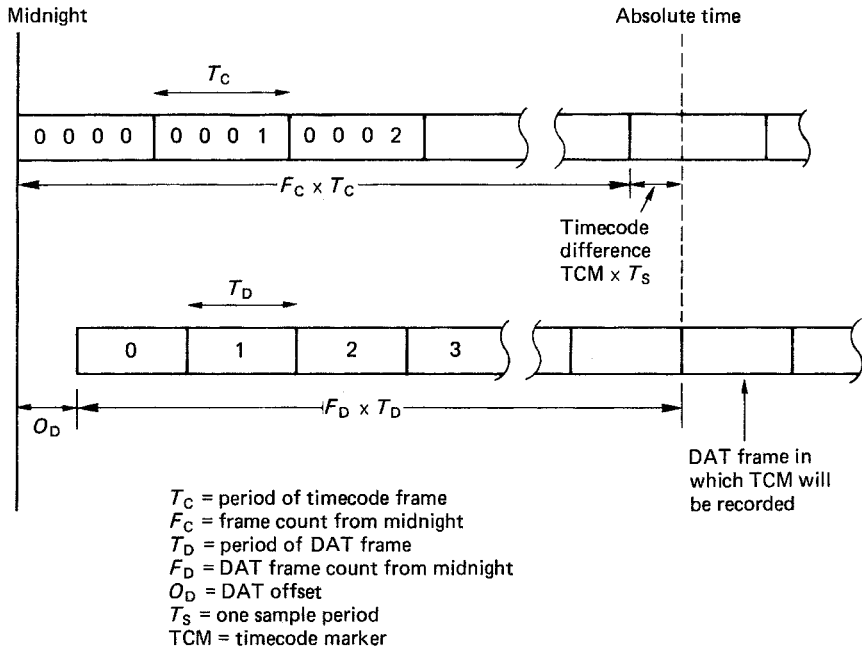 Midnight Absolute time
T_C
0 0 0 0 0 0 0 1 0 0 0 2
F_C x T_C
Timecode
difference
TCM x T_S
T_D
0 1 2 3
O_D
F_D x T_D
DAT frame in
which TCM will
be recorded
T_C = period of timecode frame
F_C = frame count from midnight
T_D = period of DAT frame
F_D = DAT frame count from midnight
O_D = DAT offset
T_S = one sample period
TCM = timecode marker